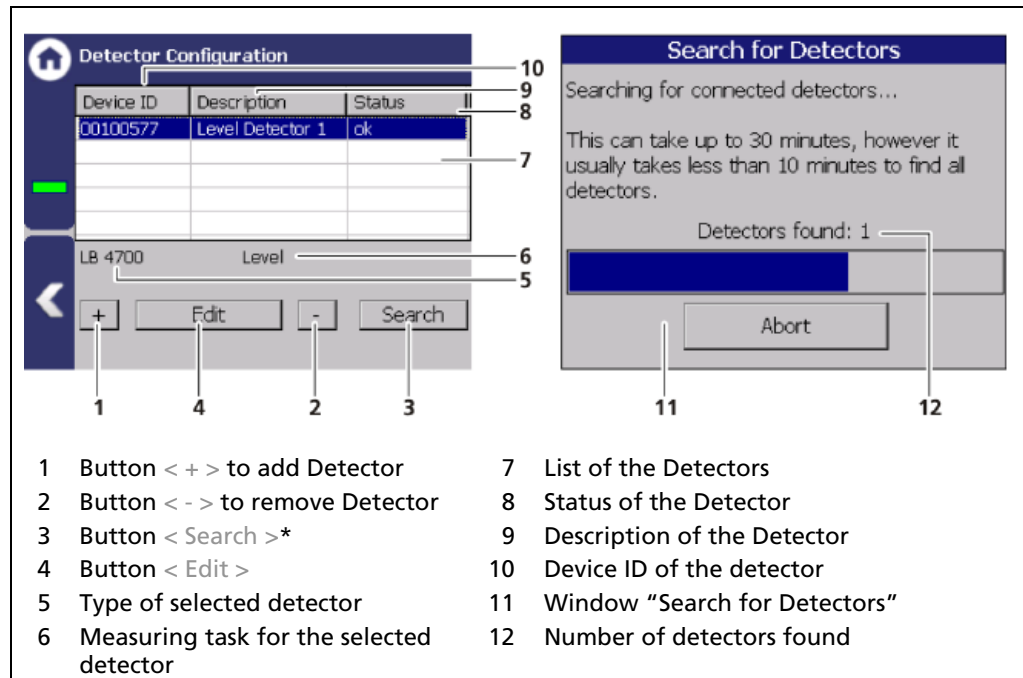 Detector Configuration
10
9
8
Device ID Description Status
00100577 Level Detector 1 ok
7
LB 4700 Level
6
5
+ Edit - Search
1 4 2 3
Search for Detectors
Searching for connected detectors...
This can take up to 30 minutes, however it
usually takes less than 10 minutes to find all
detectors.
Detectors found: 1
Abort
11 12
1 Button < + > to add Detector
2 Button < - > to remove Detector
3 Button < Search >*
4 Button < Edit >
5 Type of selected detector
6 Measuring task for the selected
detector
7 List of the Detectors
8 Status of the Detector
9 Description of the Detector
10 Device ID of the detector
11 Window “Search for Detectors”
12 Number of detectors found